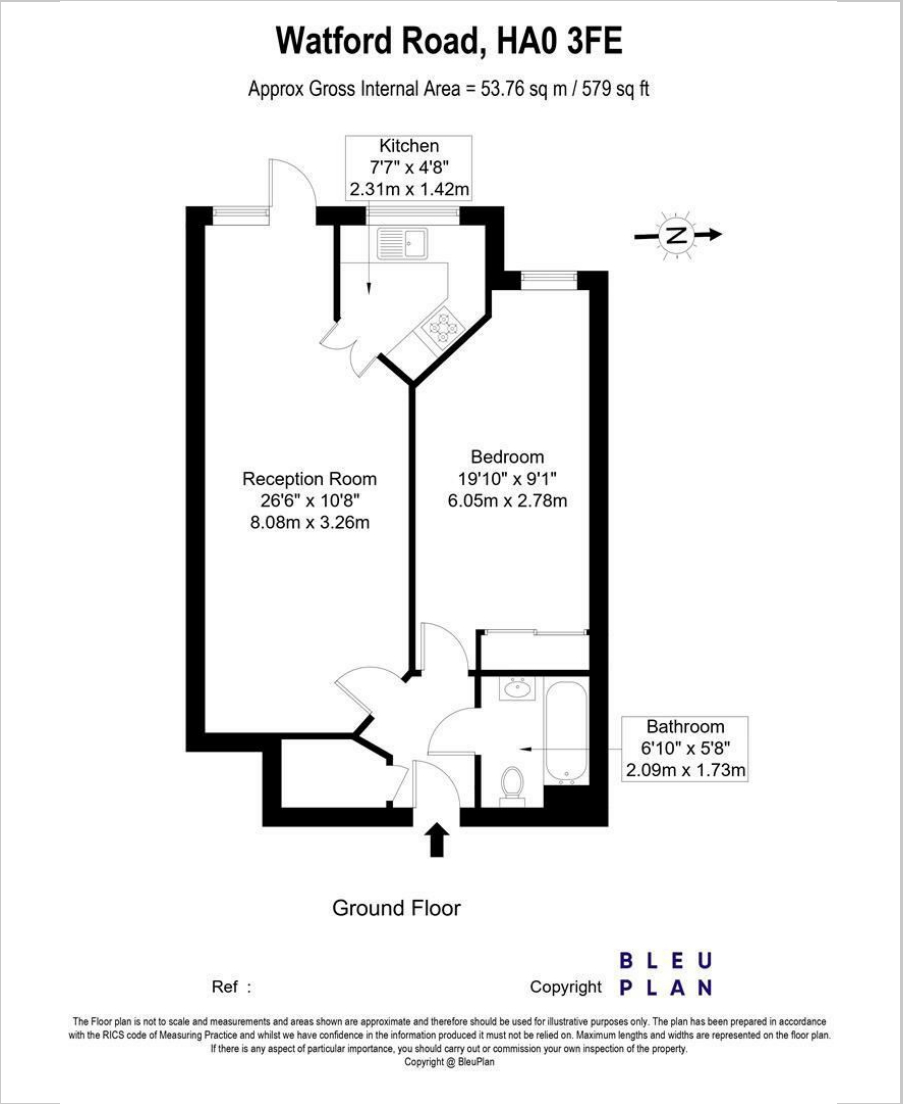 Watford Road, HA0 3FE
Approx Gross Internal Area = 53.76 sq m / 579 sq ft
Kitchen
7'7" x 4'8"
2.31m x 1.42m
N
Reception Room
26'6" x 10'8"
8.08m x 3.26m
Bedroom
19'10" x 9'1"
6.05m x 2.78m
Bathroom
6'10" x 5'8"
2.09m x 1.73m
Ground Floor
Ref :
Copyright
BLEU
PLAN
The Floor plan is not to scale and measurements and areas shown are approximate and therefore should be used for illustrative purposes only. The plan has been prepared in accordance
with the RICS code of Measuring Practice and whilst we have confidence in the information produced it must not be relied on. Maximum lengths and widths are represented on the floor plan.
If there is any aspect of particular importance, you should carry out or commission your own inspection of the property.
Copyright @ BleuPlan